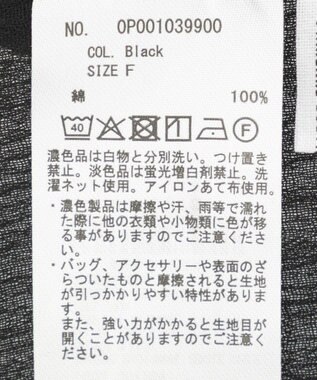 NO. 0P001039900
COL. Black
SIZE F
綿 100%
40 F
濃色品は白物と分別洗い。つけ置き
禁止。淡色品は蛍光増白剤禁止。洗
濯ネット使用。アイロンあて布使用。
・濃色製品は摩擦や汗、雨等で濡れ
た際に他の衣類や小物類に色が移
る事がありますのでご注意くださ
い。
・バッグ、アクセサリーや表面のざ
らついたものと摩擦されると生地
が引っかかりやすい特性がありま
す。
また、強い力がかかると生地目が
開くことがありますのでご注意く
ださい。